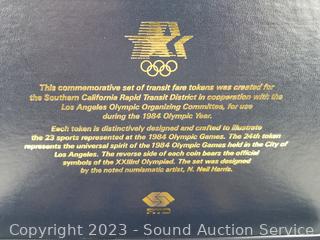 This commemorative set of transit fare tokens was created for
the Southern California Rapid Transit District in cooperation with the
Los Angeles Olympic Organizing Committee, for use
during the 1984 Olympic Year.
Each token is distinctively designed and crafted to illustrate
the 23 sports represented at the 1984 Olympic Games. The 24th token
represents the universal spirit of the 1984 Olympic Games held in the City of
Los Angeles. The reverse side of each coin bears the official
symbols of the XXIIIrd Olympiad. The set was designed
by the noted numismatic artist, N. Neil Harris.
RTD
Copyright 2023 - Sound Auction Service